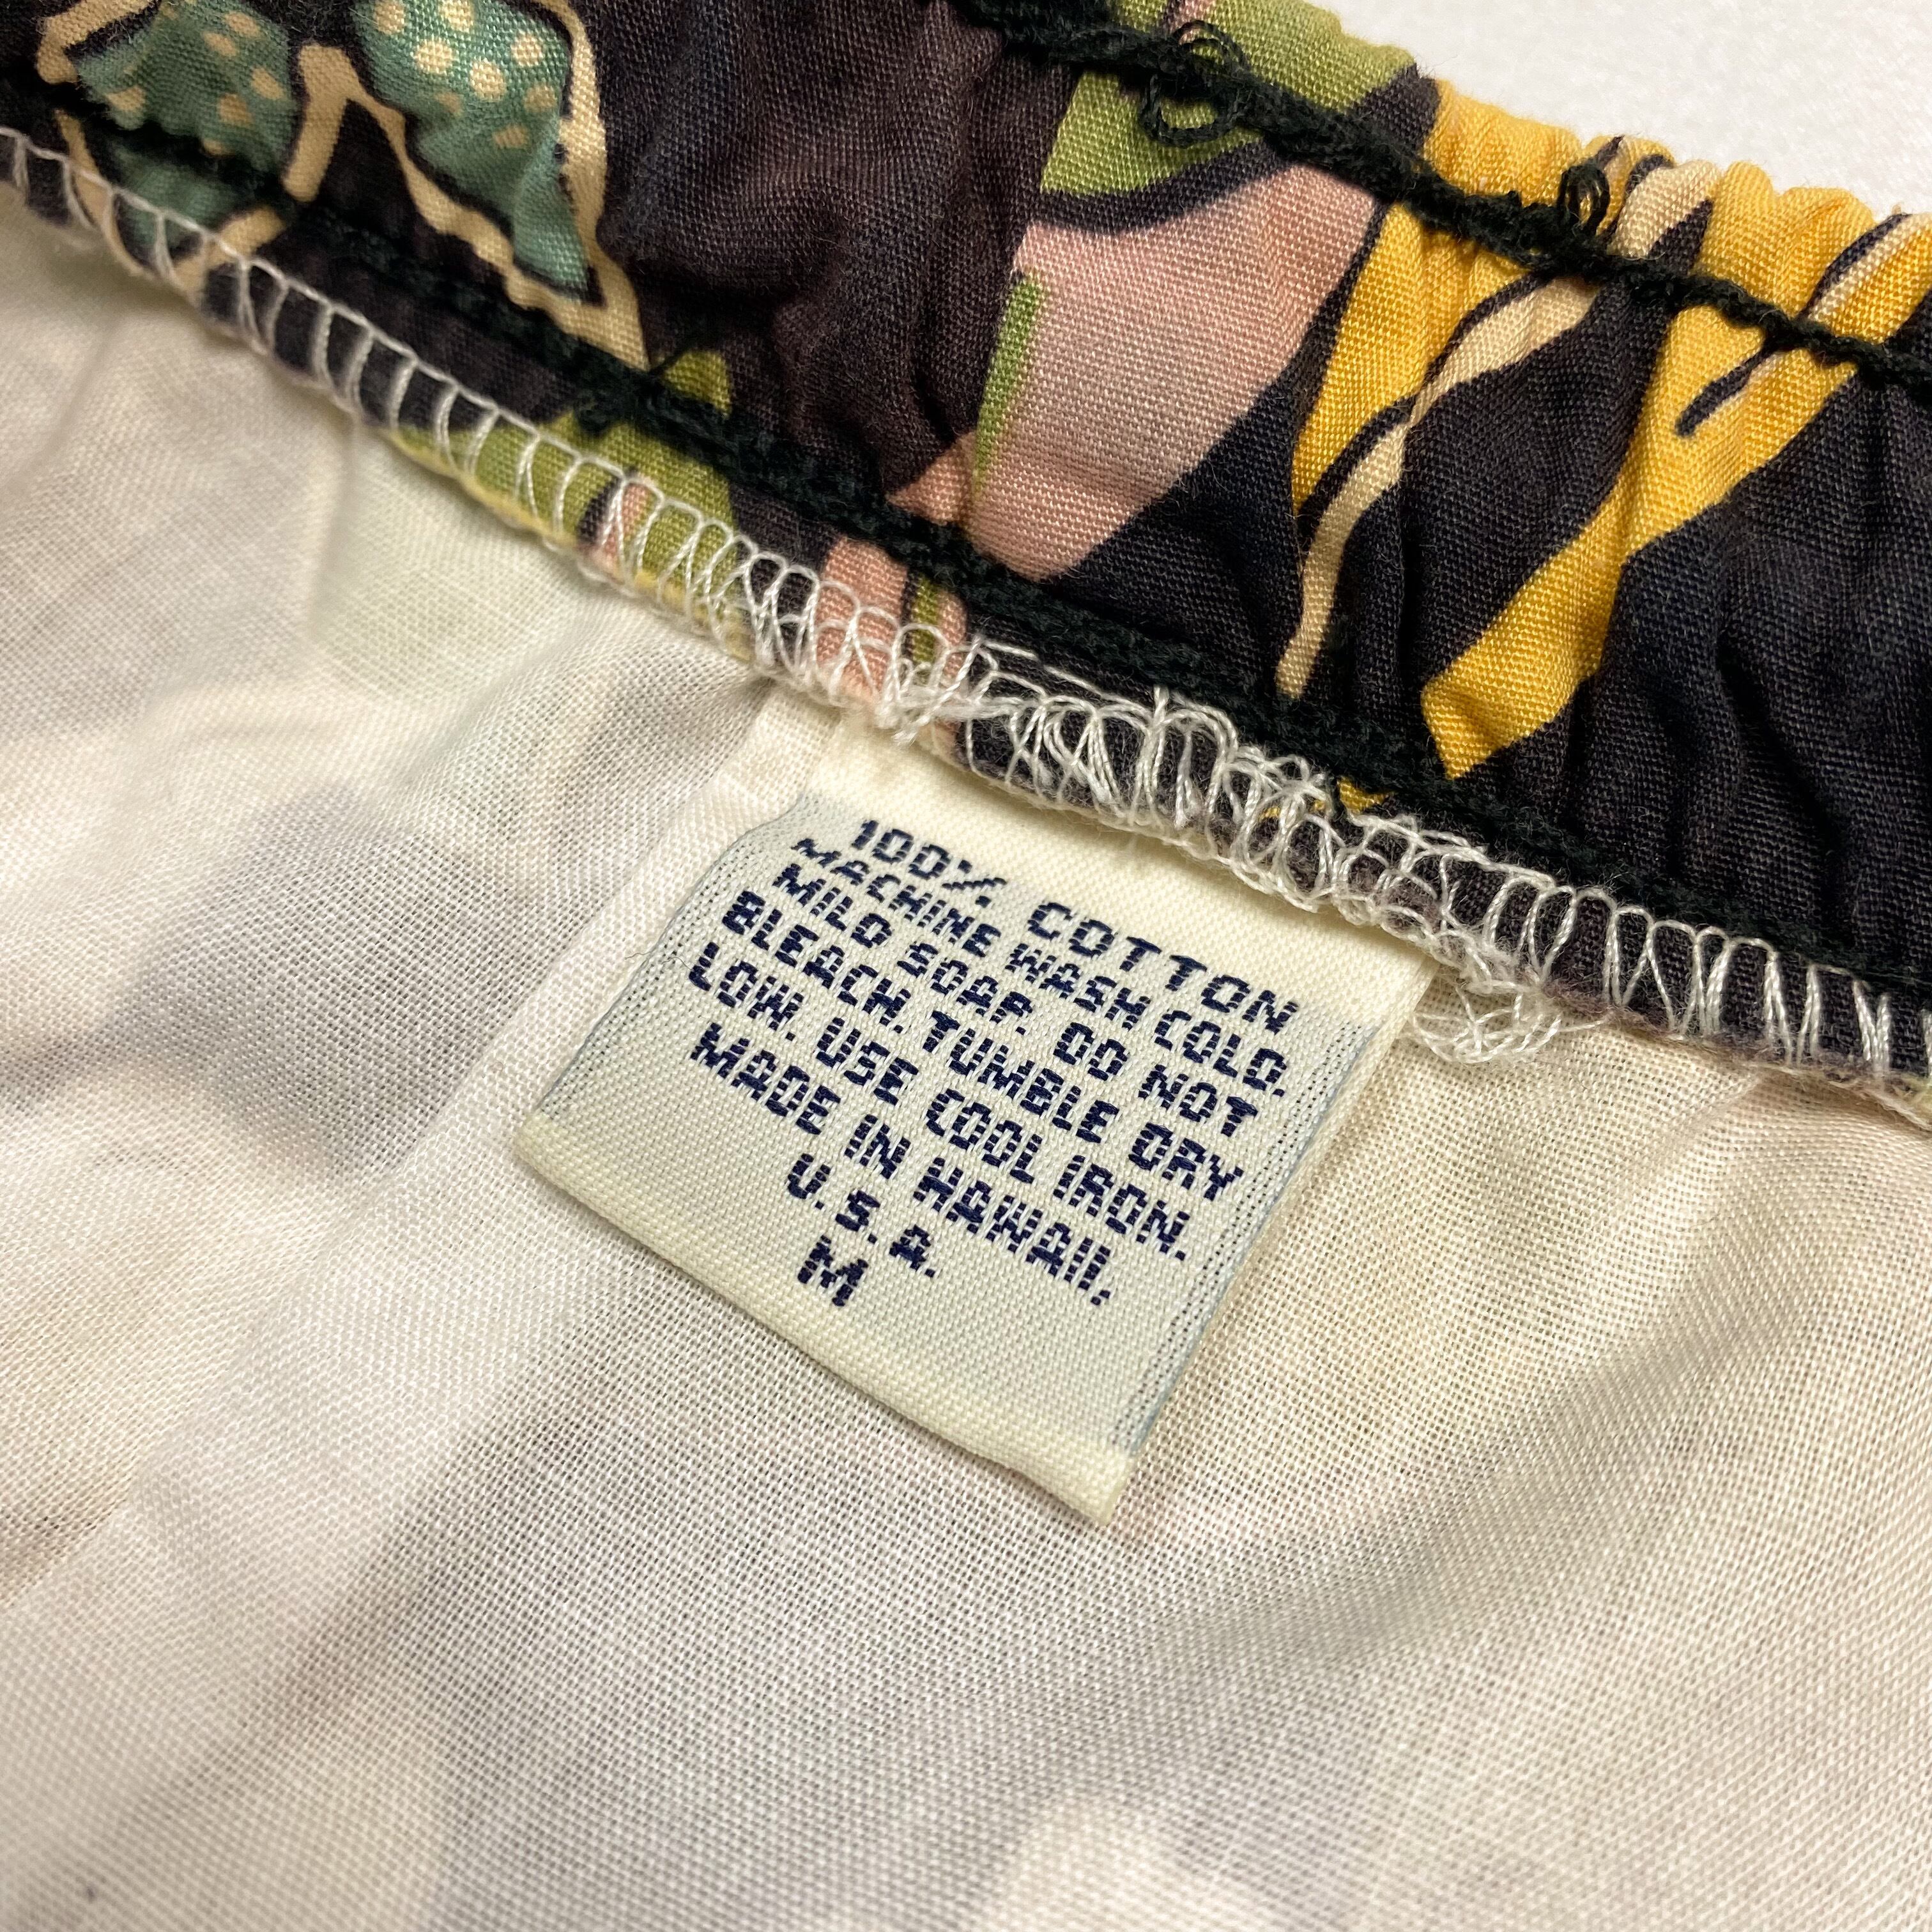 100% COTTON
MACHINE WASH COLD.
MILD SOAP. DO NOT
BLEACH. TUMBLE DRY
LOW. USE COOL IRON.
MADE IN HAWAII.
U.S.A.
M